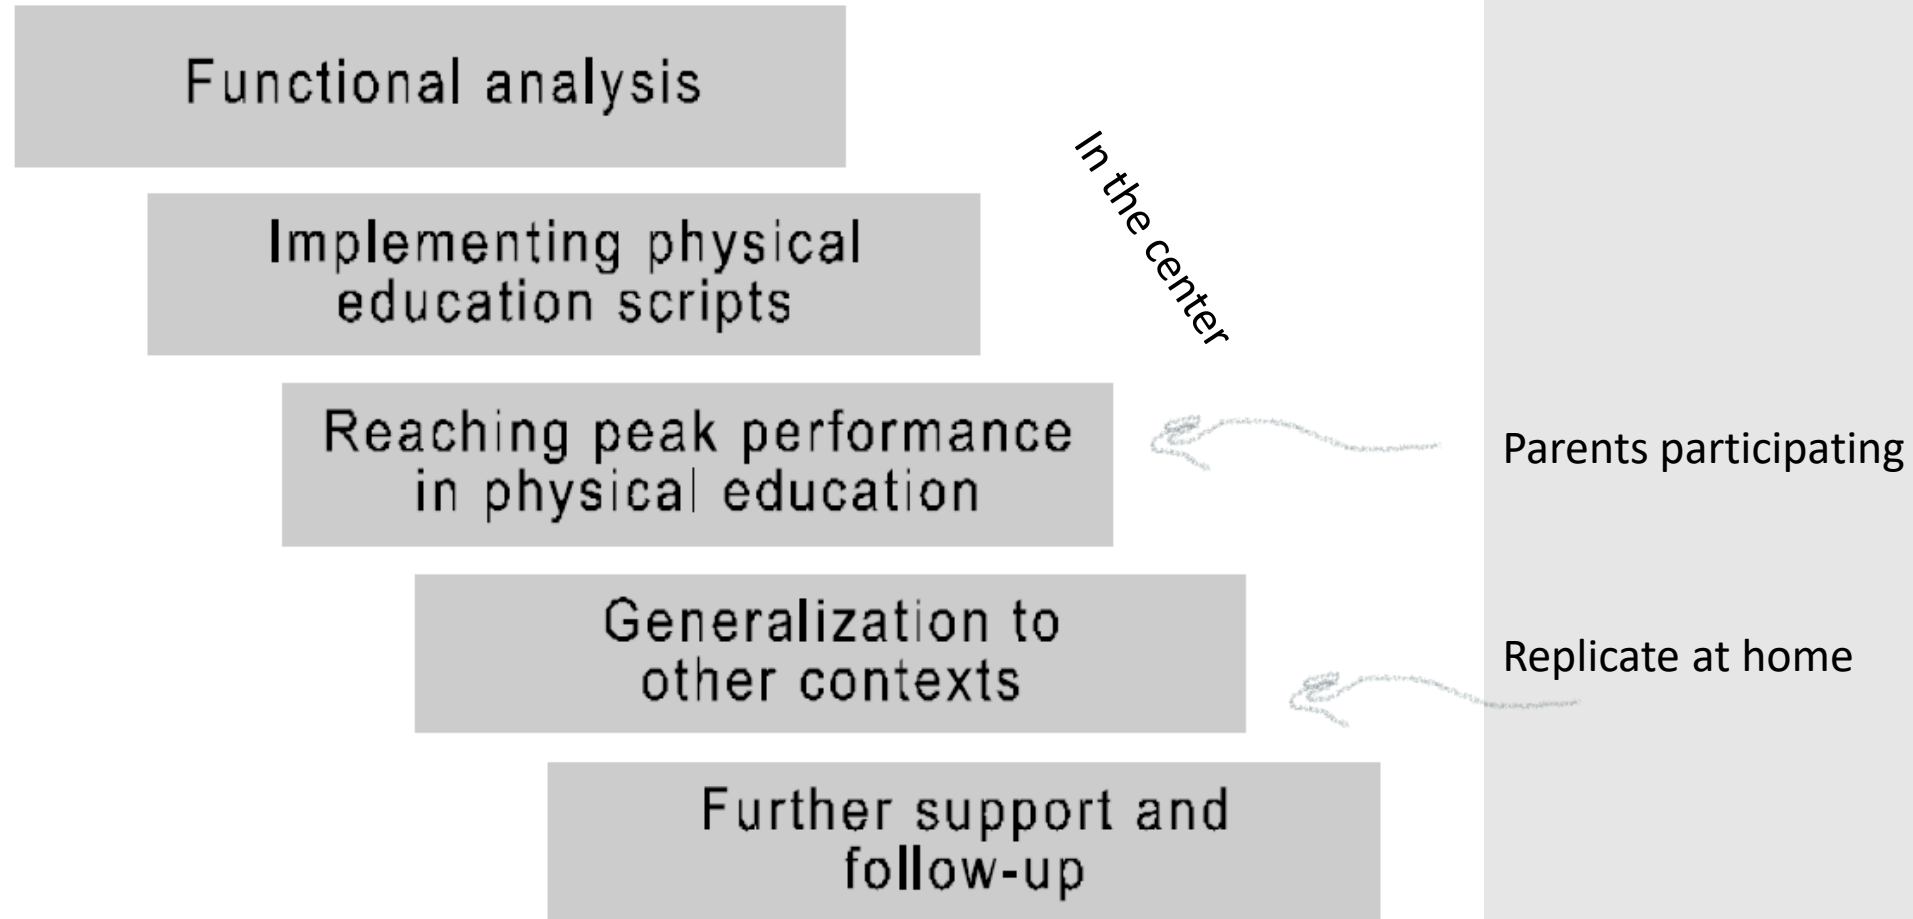 Functional analysis
In the center
Implementing physical
education scripts
Reaching peak performance
in physical education
Parents participating
Generalization to
other contexts
Replicate at home
Further support and
follow-up